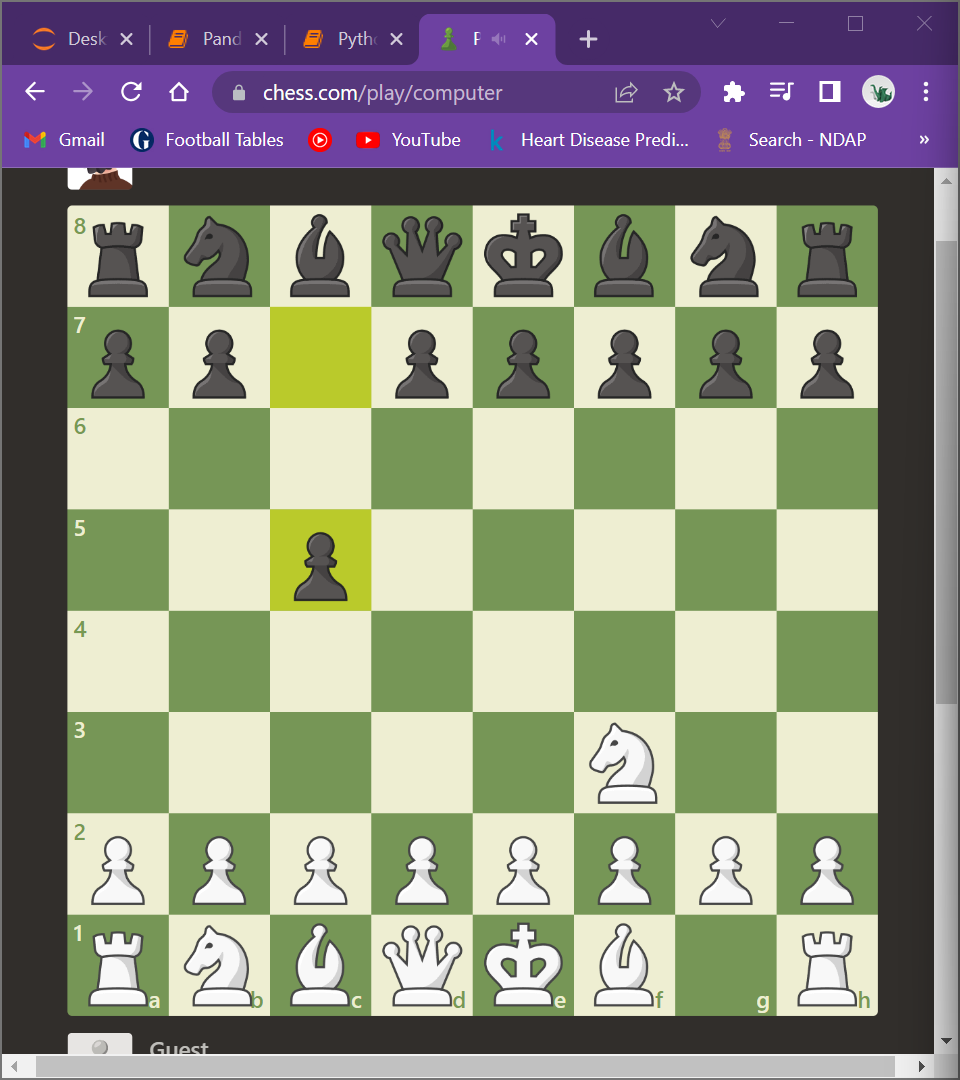 Desk Pand Pyth P
chess.com/play/computer
Gmail Football Tables YouTube Heart Disease Predi... Search - NDAP »
8
7
6
5
4
3
2
1
a b c d e f g h
Guest